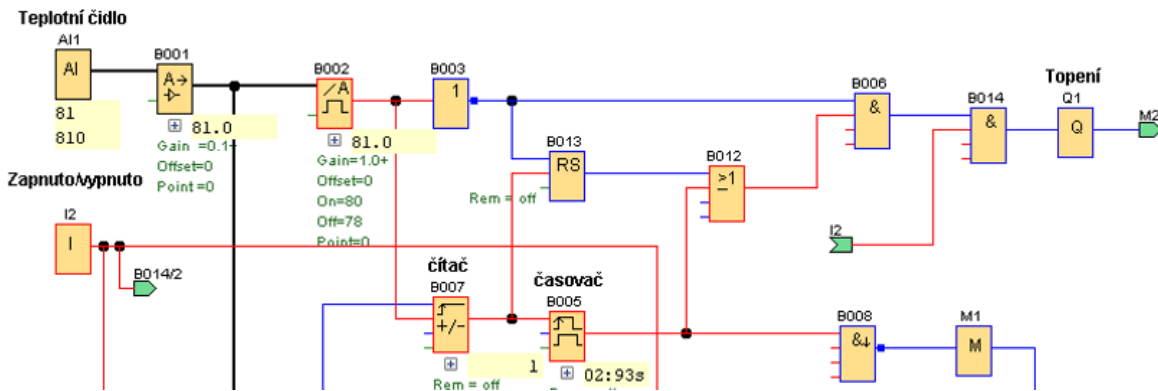 Teplotní čidlo
AI1
AI
81
810
B001
A→
81.0
Gain =0.1+
Offset=0
Point=0
B002
/A
81.0
Gain=1.0+
Offset=0
On=80
Off=78
Point=0
B003
1
B013
RS
Rem = off
B012
>1
B006
&
B014
&
Topení
Q1
Q
M2
Zapnuto/vypnuto
I2
I
B014/2
I2
čítač
B007
+/-
1
Rem = off
časovač
B005
02:93s
B008
&↓
M1
M